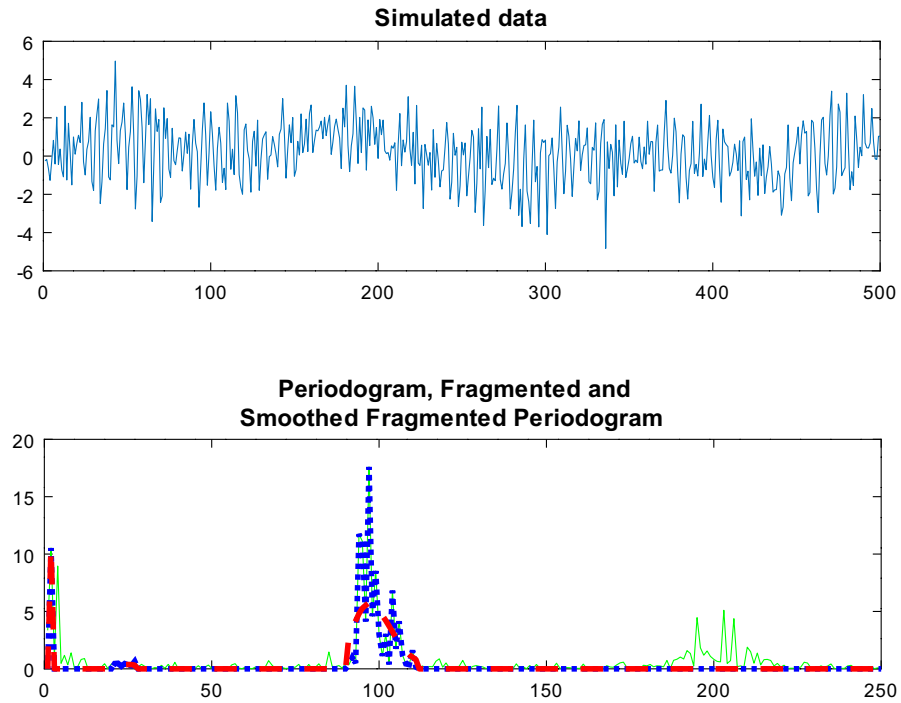 Simulated data
6
4
2
0
-2
-4
-6
0 100 200 300 400 500
Periodogram, Fragmented and
Smoothed Fragmented Periodogram
20
15
10
5
0
0 50 100 150 200 250